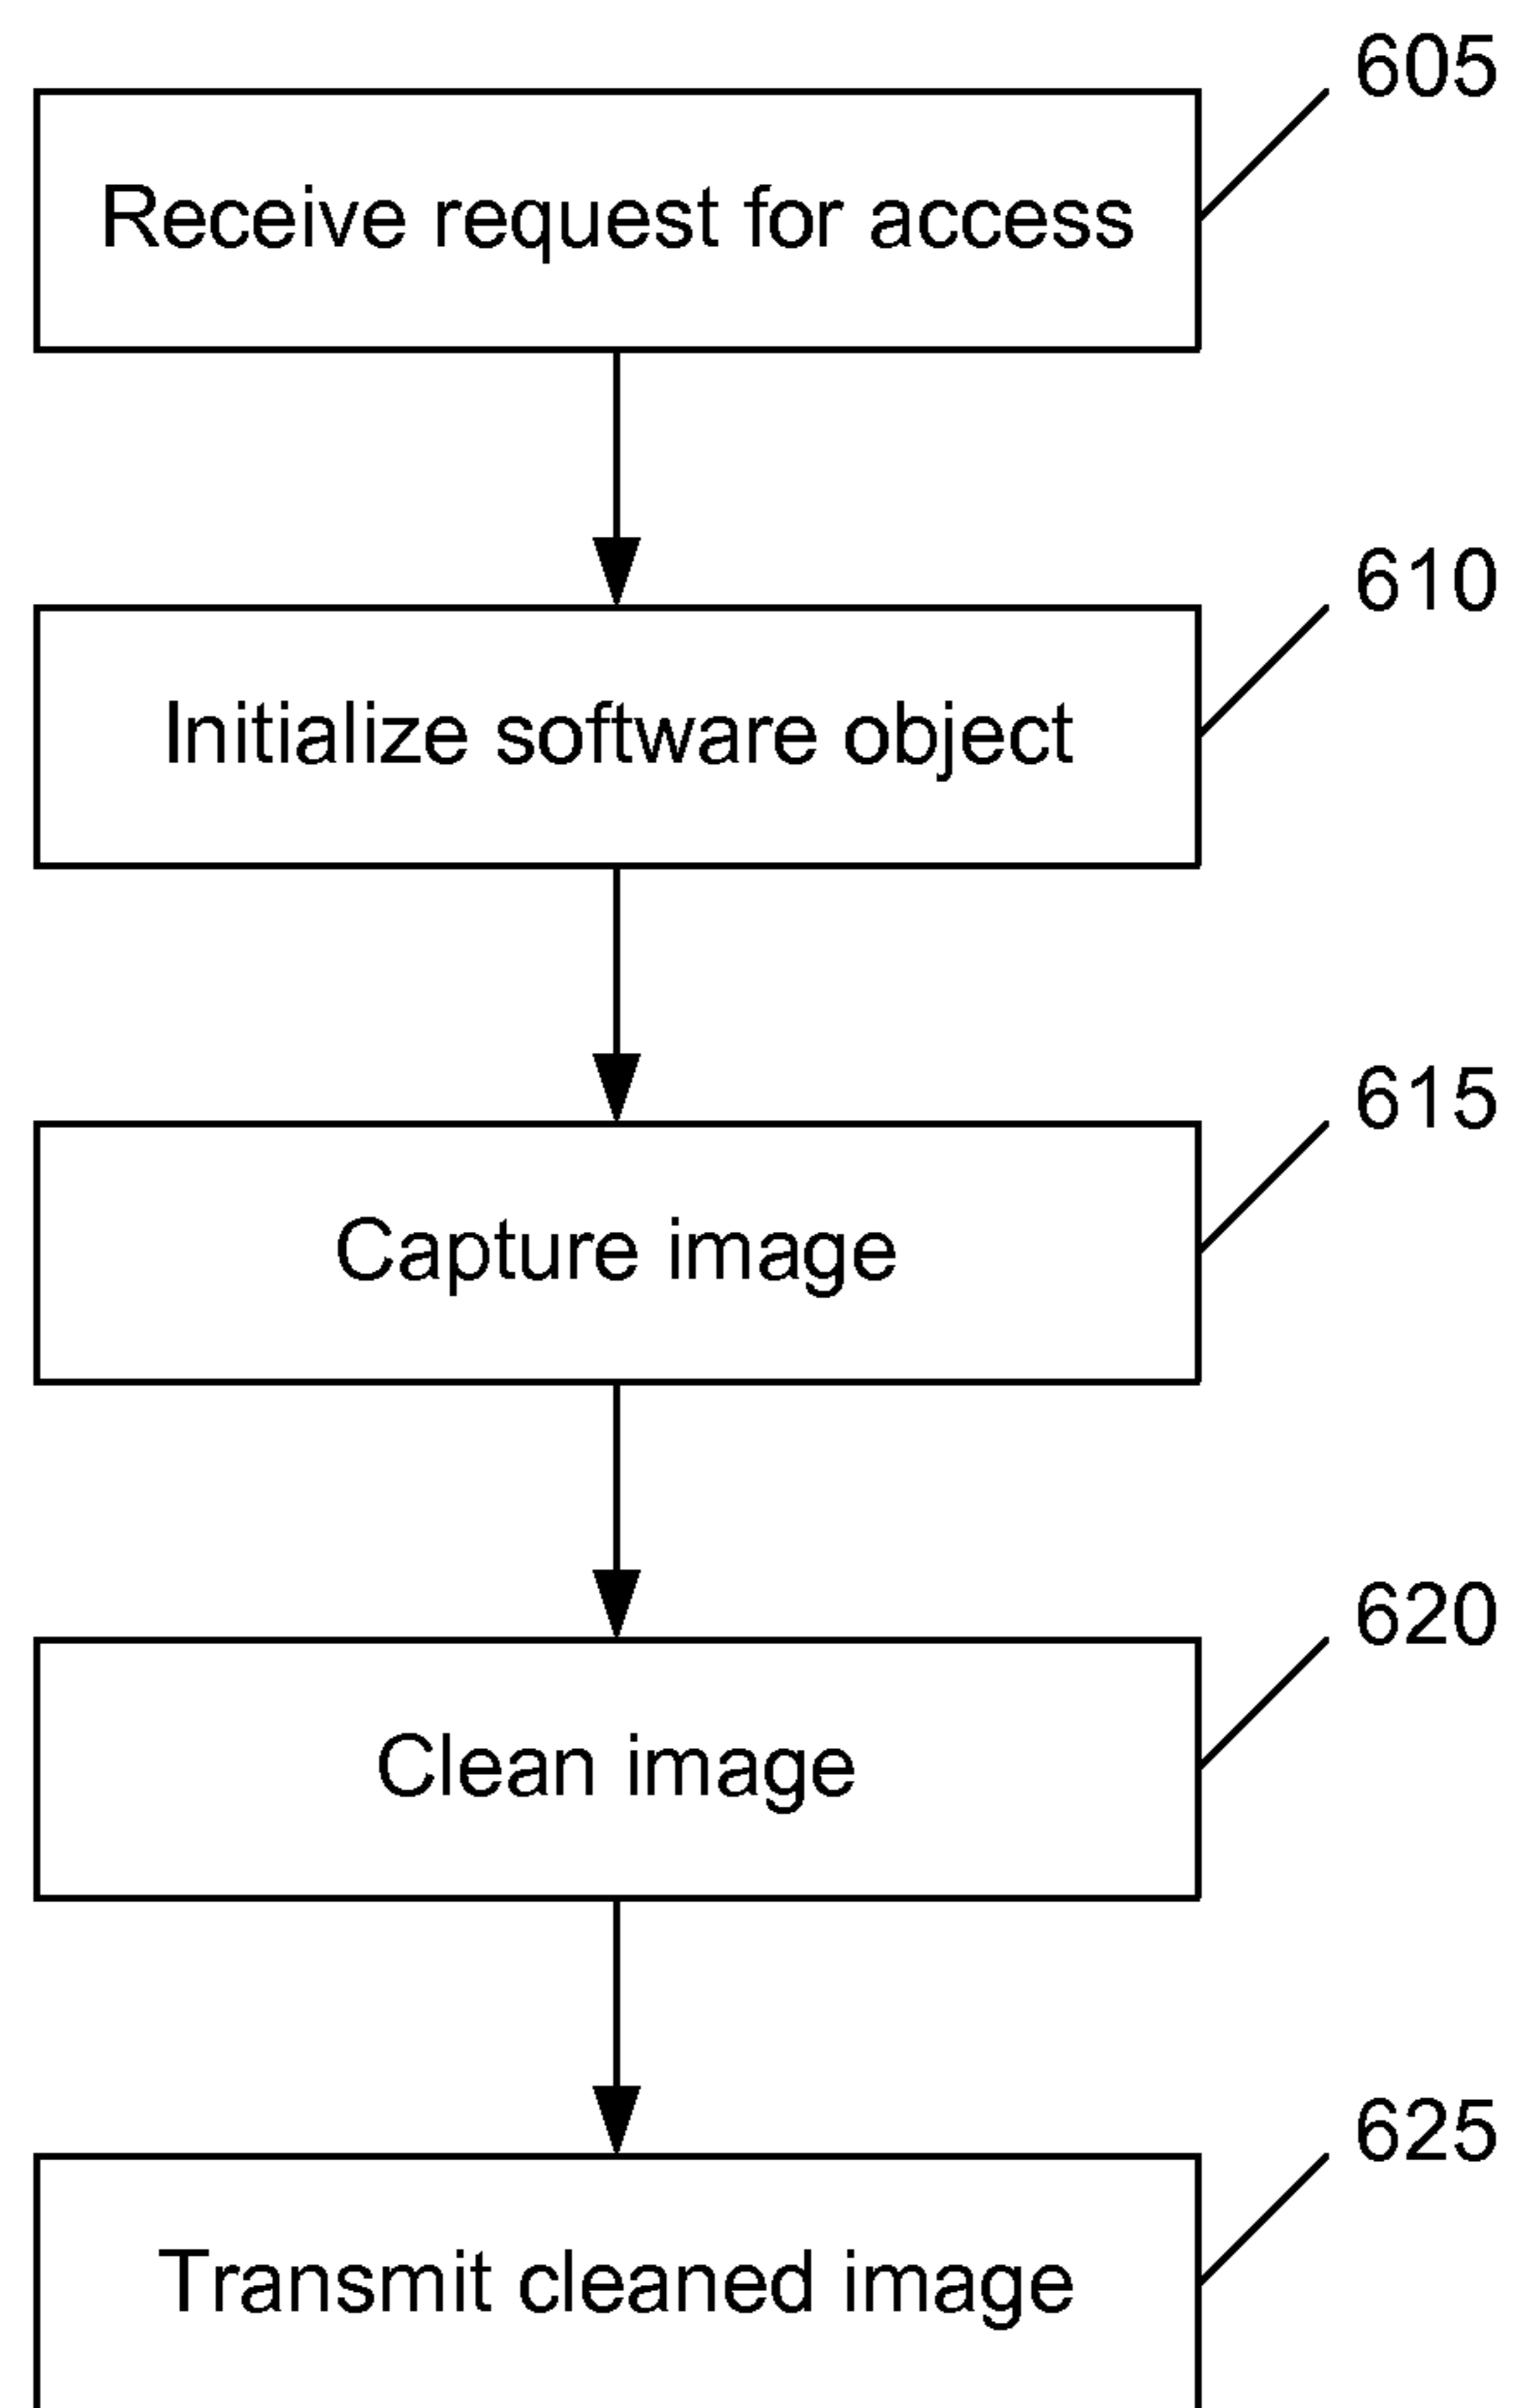 605
Receive request for access
610
Initialize software object
615
Capture image
620
Clean image
625
Transmit cleaned image